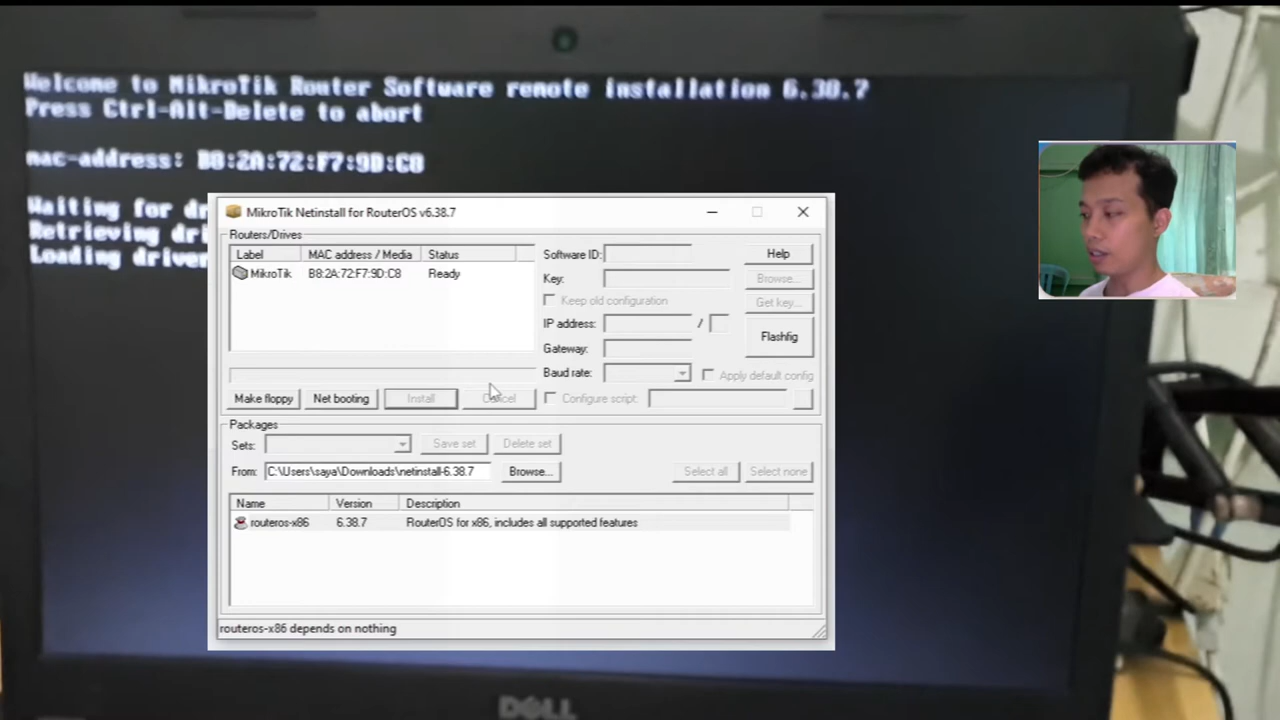 Welcome to MikroTik Router Software remote installation 6.38.7
Press Ctrl-Alt-Delete to abort
mac-address: B8:2A:72:F7:9D:C8
Waiting for
Retrieving
Loading
MikroTik Netinstall for RouterOS v6.38.7
Routers/Drives
Label MAC address / Media Status
MikroTik B8:2A:72:F7:9D:C8 Ready
Software ID:
Help
Key:
Browse...
Keep old configuration
Get key...
IP address: /
Flashfig
Gateway:
Baud rate:
Apply default config
Make floppy Net booting Install Cancel
Configure script:
Packages
Sets: Save set Delete set
From: C:\Users\saya\Downloads\netinstall-6.38.7 Browse... Select all Select none
Name Version Description
routeros-x86 6.38.7 RouterOS for x86, includes all supported features
routeros-x86 depends on nothing
DELL